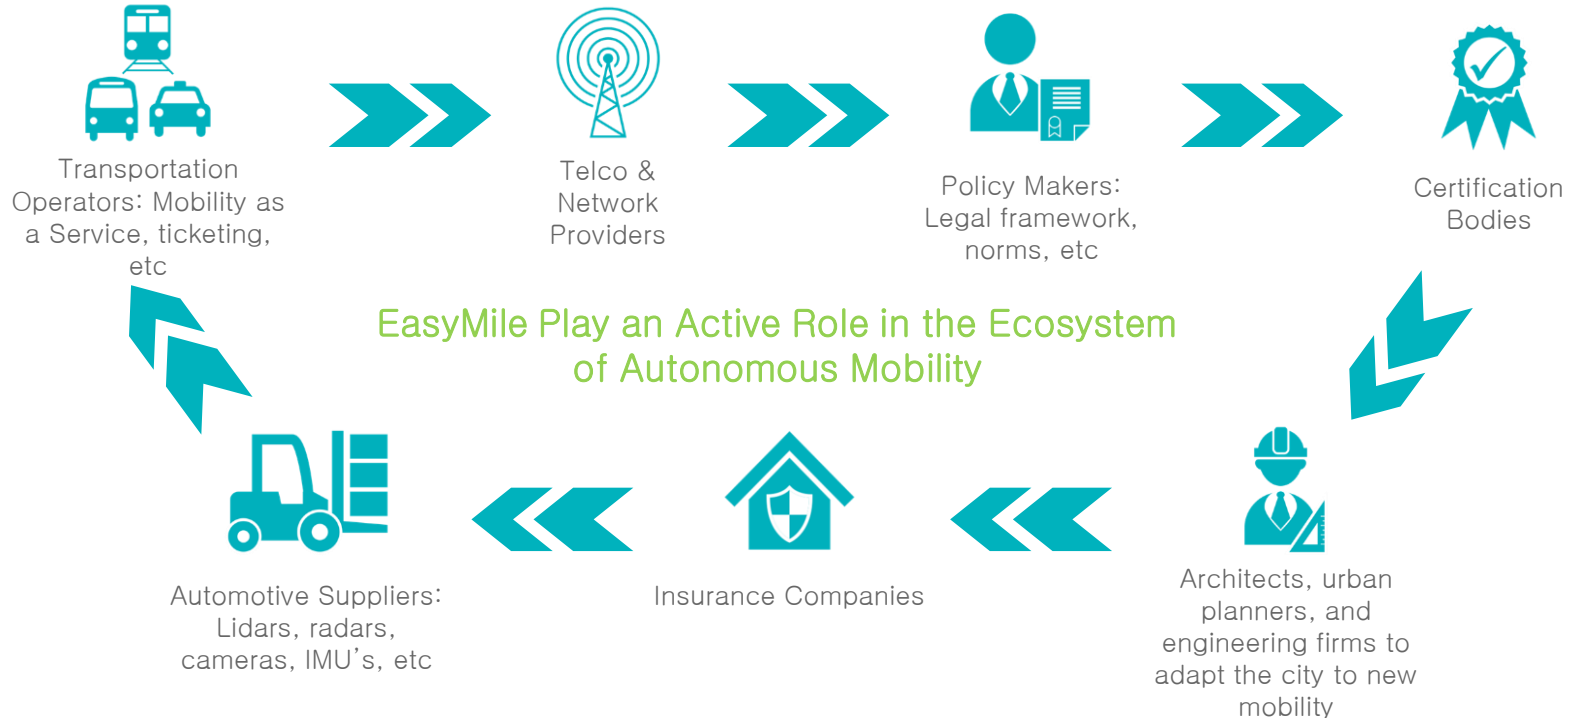 Transportation
Operators: Mobility as
a Service, ticketing,
etc
Telco &
Network
Providers
Policy Makers:
Legal framework,
norms, etc
Certification
Bodies
EasyMile Play an Active Role in the Ecosystem
of Autonomous Mobility
Automotive Suppliers:
Lidars, radars,
cameras, IMU's, etc
Insurance Companies
Architects, urban
planners, and
engineering firms to
adapt the city to new
mobility